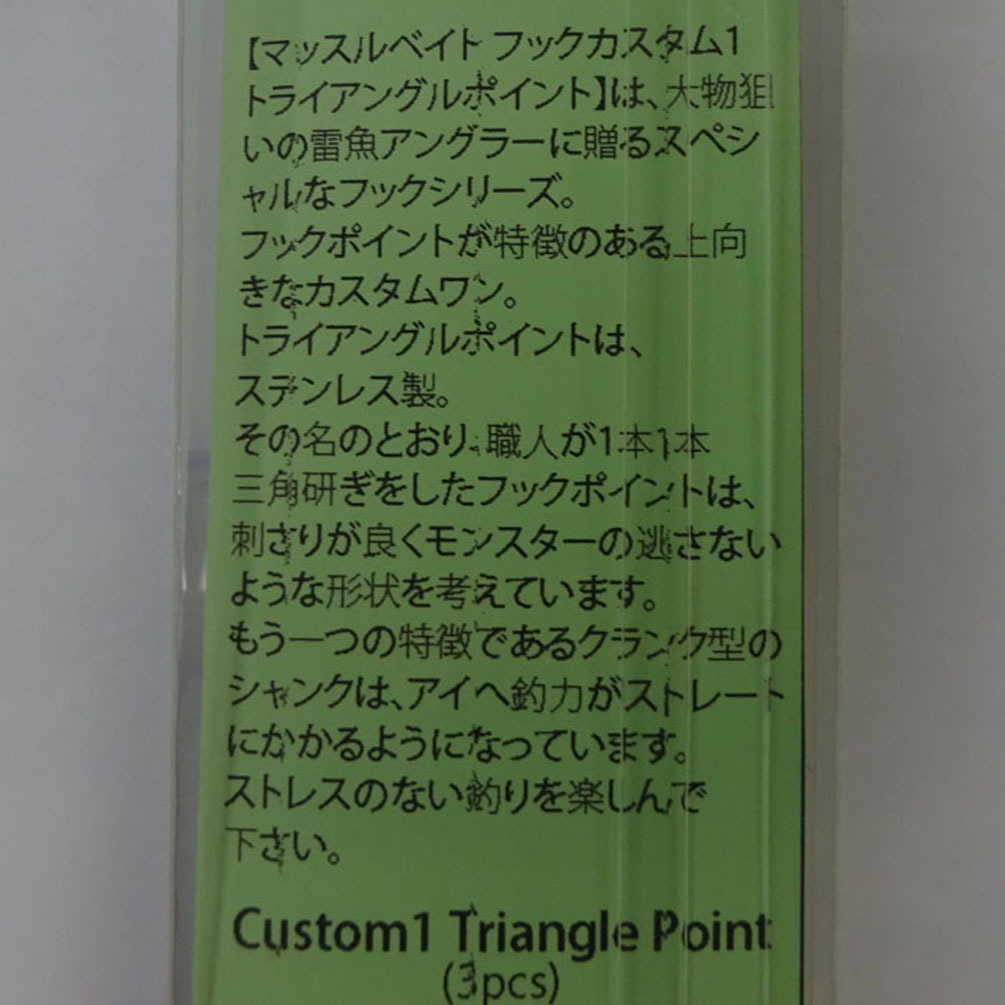 【マッスルベイト フックカスタム1
トライアングルポイント】は、大物狙
いの雷魚アングラーに贈るスペシ
ャルなフックシリーズ。
フックポイントが特徴のある上向
きなカスタムワン。
トライアングルポイントは、
ステンレス製。
その名のとおり、職人が1本1本
三角研ぎをしたフックポイントは、
刺さりが良くモンスターの逃さない
ような形状を考えています。
もう一つの特徴であるクランク型の
シャンクは、アイへ釣力がストレート
にかかるようになっています。
ストレスのない釣りを楽しんで
下さい。
Custom1 Triangle Point
(3pcs)